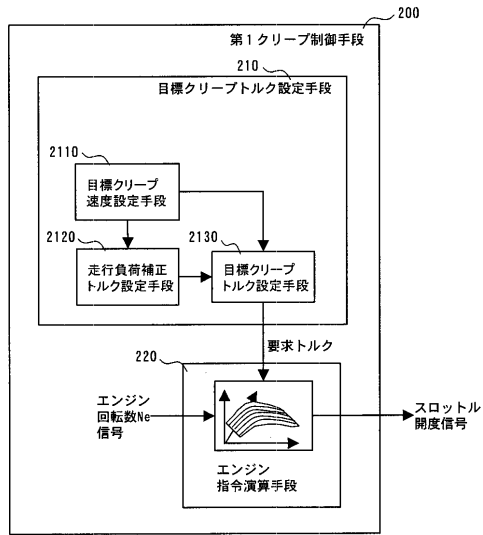 200
第1クリープ制御手段
210
目標クリープトルク設定手段
2110
目標クリープ
速度設定手段
2120
走行負荷補正
トルク設定手段
2130
目標クリープ
トルク設定手段
要求トルク
220
エンジン
回転数Ne
信号
スロットル
開度信号
エンジン
指令演算手段